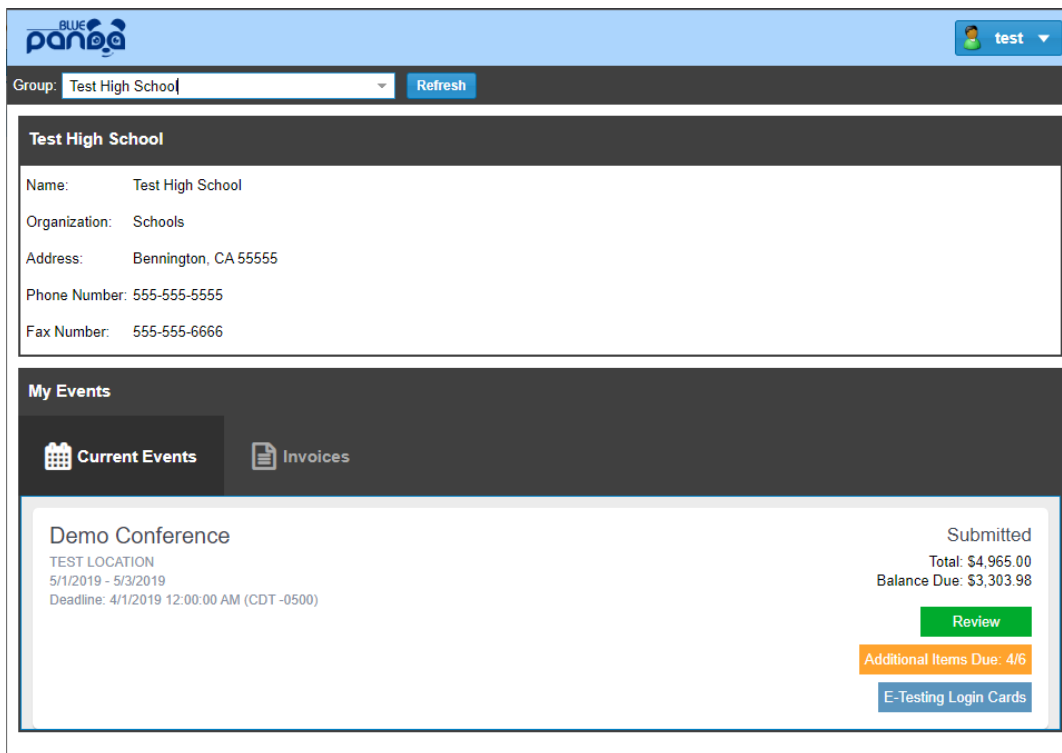 BLUE
panda
test
Group: Test High School Refresh
Test High School
Name: Test High School
Organization: Schools
Address: Bennington, CA 55555
Phone Number: 555-555-5555
Fax Number: 555-555-6666
My Events
Current Events Invoices
Demo Conference Submitted
TEST LOCATION Total: $4,965.00
5/1/2019 - 5/3/2019 Balance Due: $3,303.98
Deadline: 4/1/2019 12:00:00 AM (CDT -0500)
Review
Additional Items Due: 4/6
E-Testing Login Cards